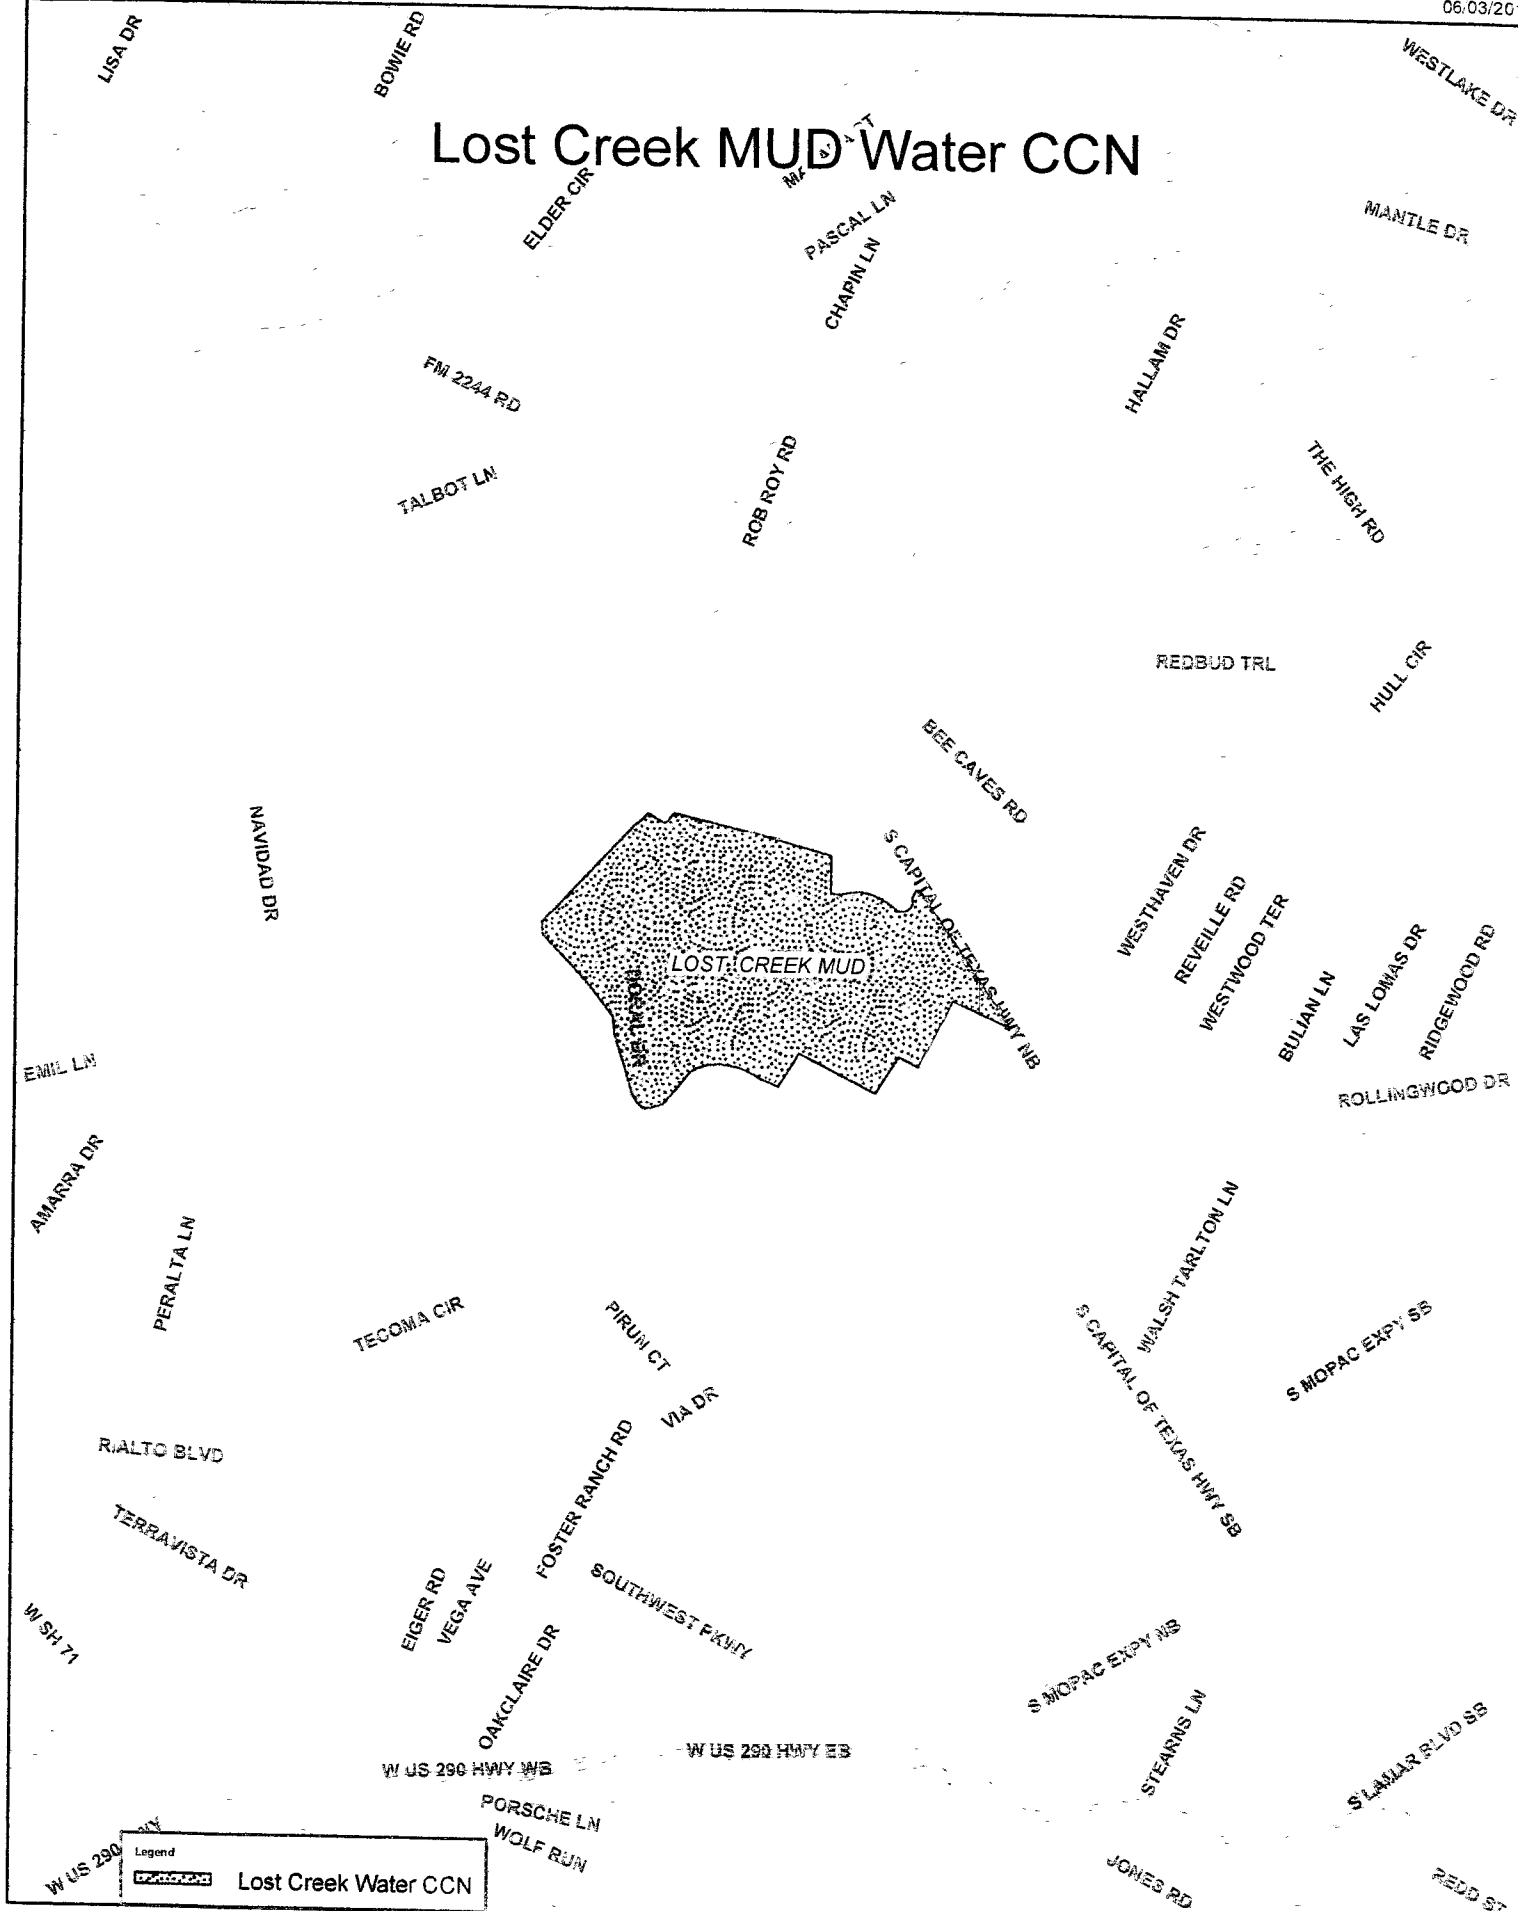 06/03/20
LISA DR
BOWIE RD
WESTLAKE DR
Lost Creek MUD Water CCN
ELDER CIR
PASCAL LN
MANTLE DR
CHAPIN LN
HALLAM DR
FM 2244 RD
TALBOT LN
ROB ROY RD
THE HIGH RD
REDBUD TRL
HULL CIR
BEE CAVES RD
NAVIDAD DR
S CAPITAL OF TEXAS HWY NB
WESTHAVEN DR
REVEILLE RD
WESTWOOD TER
LOST CREEK MUD
BULIAN LN
LAS LOMAS DR
RIDGEWOOD RD
EMIL LN
ROLLINGWOOD DR
AMARRA DR
PERALTA LN
WALSH TARLTON LN
TECOMA CIR
PIRUN CT
S CAPITAL OF TEXAS HWY SB
S MOPAC EXPY SB
VIA DR
RIALTO BLVD
FOSTER RANCH RD
TERRAVISTA DR
EIGER RD
VEGA AVE
SOUTHWEST PKWY
W SH 71
OAKCLAIRE DR
S MOPAC EXPY NB
STEARNS LN
S LAMAR BLVD SB
W US 290 HWY WB
W US 290 HWY EB
PORSCHE LN
WOLF RUN
W US 290 HWY
Legend
Lost Creek Water CCN
JONES RD
REDD ST